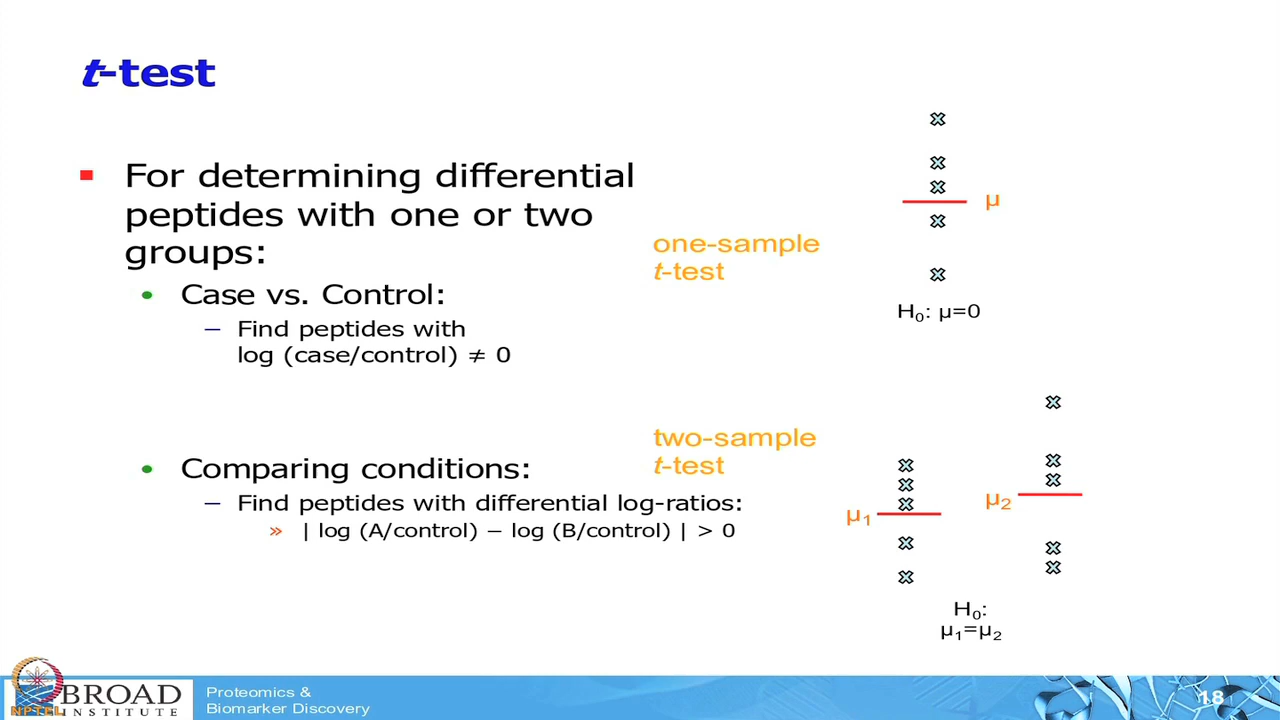 t-test
For determining differential
peptides with one or two
groups:
Case vs. Control:
– Find peptides with
log (case/control) ≠ 0
one-sample
t-test
μ
H₀: μ=0
Comparing conditions:
– Find peptides with differential log-ratios:
» | log (A/control) – log (B/control) | > 0
two-sample
t-test
μ₁
μ₂
H₀:
μ₁=μ₂
NPTEL
BROAD
INSTITUTE
Proteomics &
Biomarker Discovery
18